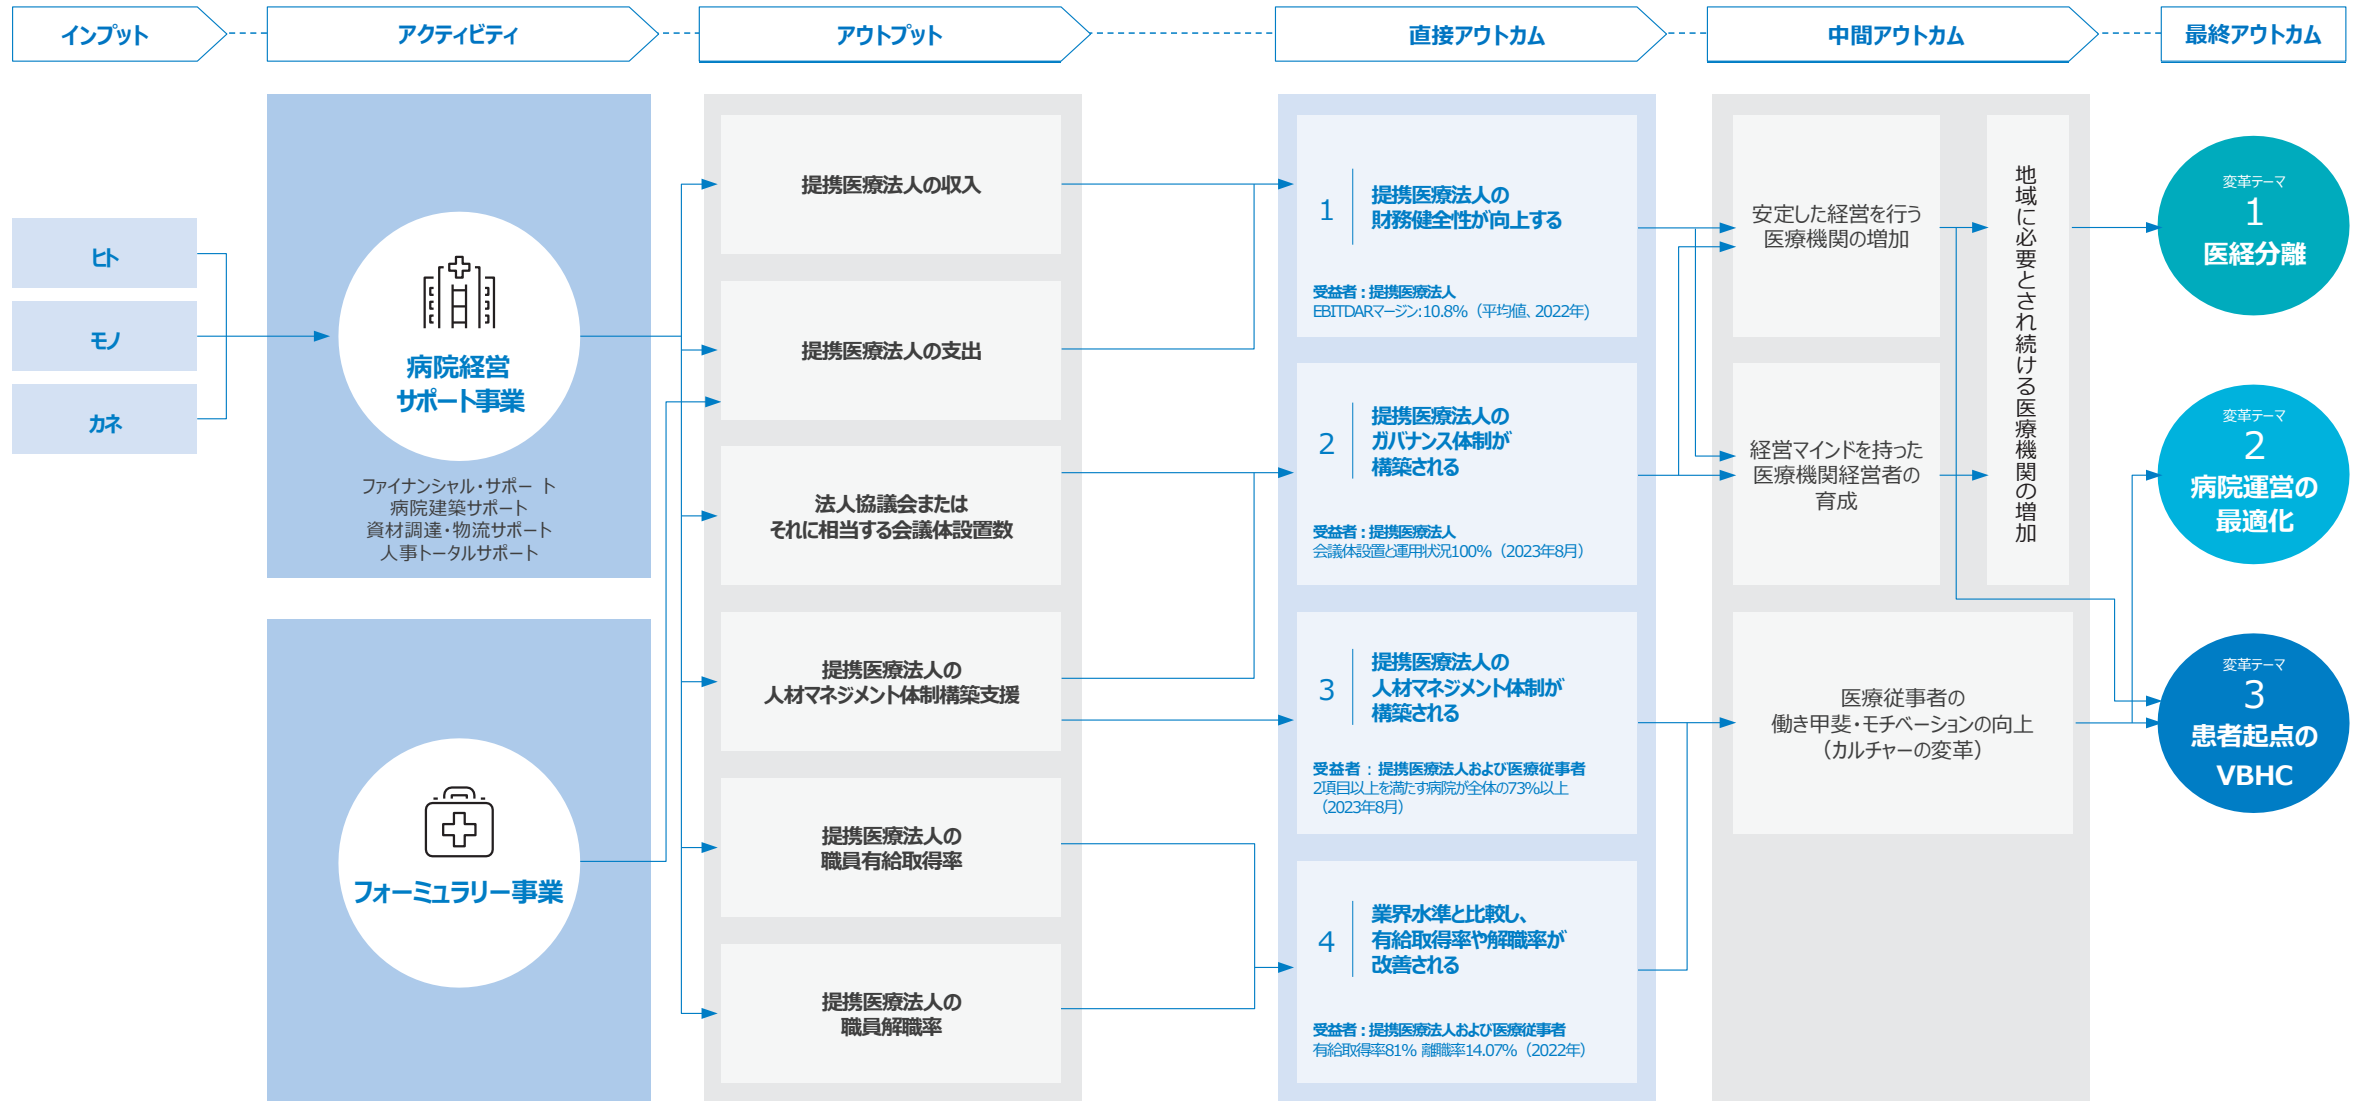 インプット
アクティビティ
アウトプット
直接アウトカム
中間アウトカム
最終アウトカム
ヒト
モノ
カネ
病院経営
サポート事業
ファイナンシャル・サポート
病院建築サポート
資材調達・物流サポート
人事トータルサポート
フォーミュラリー事業
提携医療法人の収入
提携医療法人の支出
法人協議会または
それに相当する会議体設置数
提携医療法人の
人材マネジメント体制構築支援
提携医療法人の
職員有給取得率
提携医療法人の
職員解職率
1
提携医療法人の
財務健全性が向上する
受益者：提携医療法人
EBITDARマージン：10.8%（平均値、2022年）
2
提携医療法人の
ガバナンス体制が
構築される
受益者：提携医療法人
会議体設置と運用状況100%（2023年8月）
3
提携医療法人の
人材マネジメント体制が
構築される
受益者：提携医療法人および医療従事者
2項目以上を満たす病院が全体の73%以上
（2023年8月）
4
業界水準と比較し、
有給取得率や解職率が
改善される
受益者：提携医療法人および医療従事者
有給取得率81% 離職率14.07%（2022年）
安定した経営を行う
医療機関の増加
経営マインドを持った
医療機関経営者の
育成
地域に必要とされ続ける医療機関の増加
医療従事者の
働き甲斐・モチベーションの向上
（カルチャーの変革）
変革テーマ
1
医経分離
変革テーマ
2
病院運営の
最適化
変革テーマ
3
患者起点の
VBHC